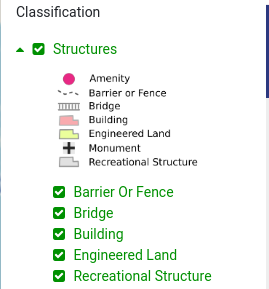 Classification
Structures
Amenity
Barrier or Fence
Bridge
Building
Engineered Land
Monument
Recreational Structure
Barrier Or Fence
Bridge
Building
Engineered Land
Recreational Structure